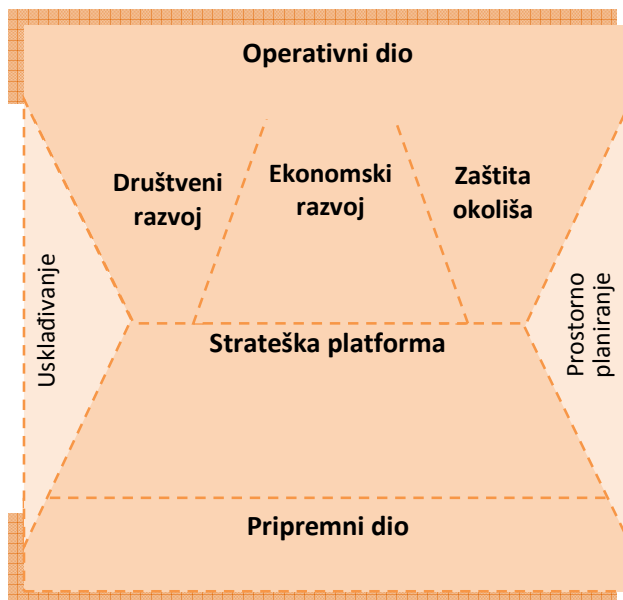 Operativni dio
Društveni
razvoj
Ekonomski
razvoj
Zaštita
okoliša
Usklađivanje
Prostorno
planiranje
Strateška platforma
Pripremni dio